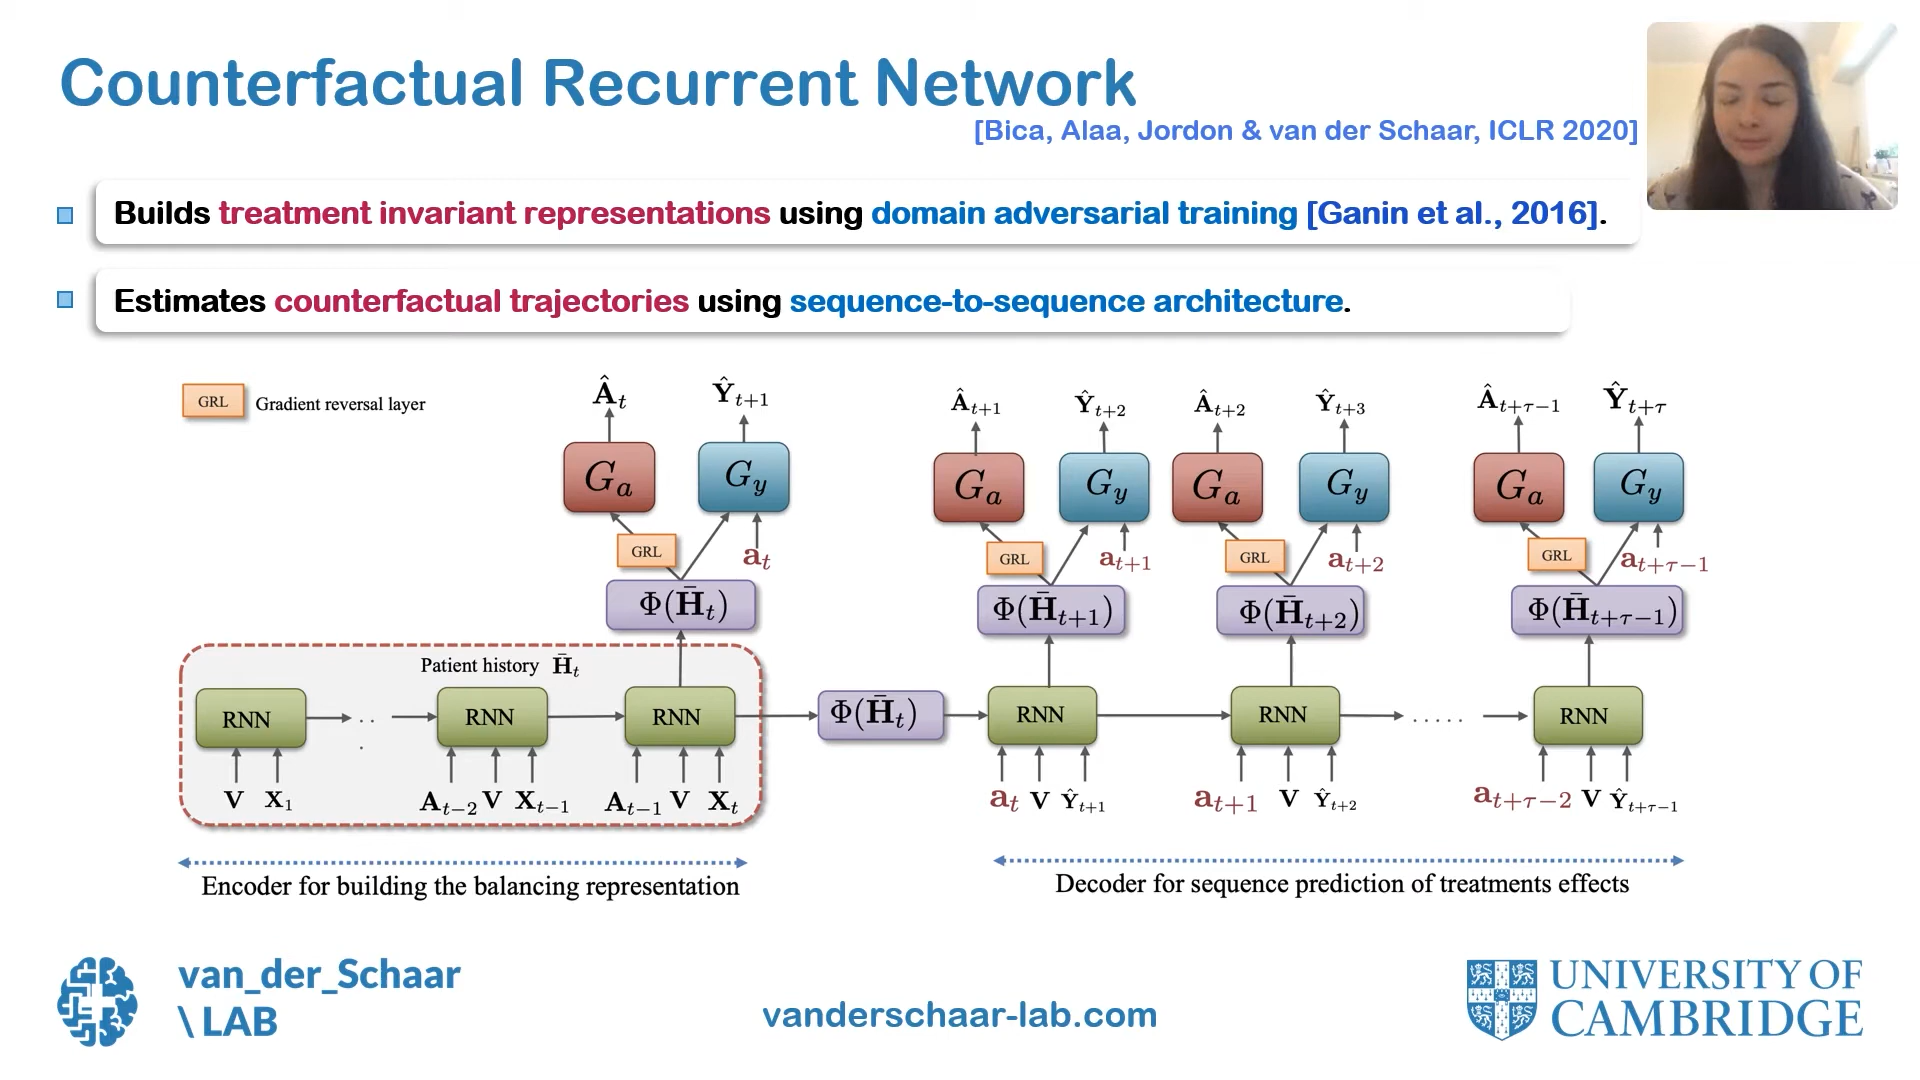 Counterfactual Recurrent Network
[Bica, Alaa, Jordon & van der Schaar, ICLR 2020]
Builds treatment invariant representations using domain adversarial training [Ganin et al., 2016].
Estimates counterfactual trajectories using sequence-to-sequence architecture.
GRL Gradient reversal layer
Â_t Ŷ_{t+1} Â_{t+1} Ŷ_{t+2} Â_{t+2} Ŷ_{t+3} Â_{t+τ−1} Ŷ_{t+τ}
G_a G_y G_a G_y G_a G_y G_a G_y
GRL a_t GRL a_{t+1} GRL a_{t+2} GRL a_{t+τ−1}
Φ(H̄_t) Φ(H̄_{t+1}) Φ(H̄_{t+2}) Φ(H̄_{t+τ−1})
Patient history H̄_t
RNN . . . RNN RNN Φ(H̄_t) RNN RNN ..... RNN
V X_1 A_{t−2} V X_{t−1} A_{t−1} V X_t a_t V Ŷ_{t+1} a_{t+1} V Ŷ_{t+2} a_{t+τ−2} V Ŷ_{t+τ−1}
Encoder for building the balancing representation
Decoder for sequence prediction of treatments effects
van_der_Schaar
\ LAB
vanderschaar-lab.com
UNIVERSITY OF
CAMBRIDGE